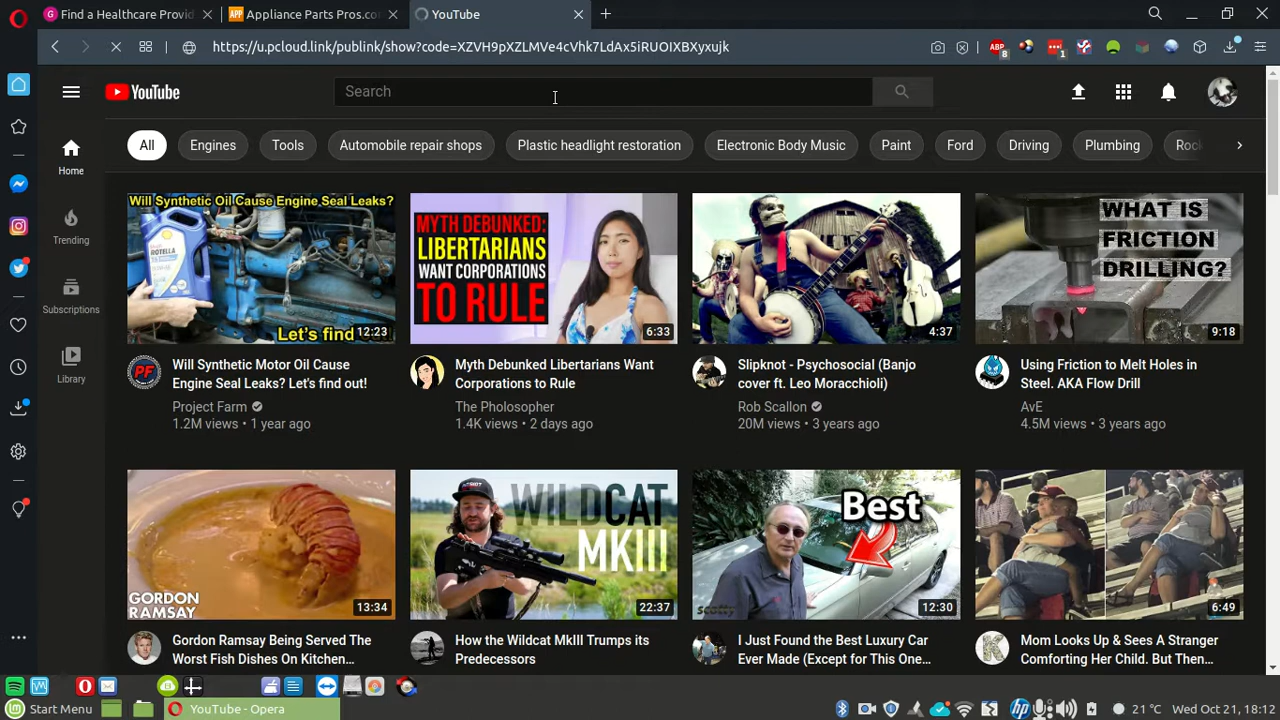 Find a Healthcare Provid
Appliance Parts Pros.co
YouTube
https://u.pcloud.link/publink/show?code=XZVH9pXZLMVe4cVhk7LdAx5iRUOIXBXyxujk
ABP
8
1
YouTube
Search
All
Engines
Tools
Automobile repair shops
Plastic headlight restoration
Electronic Body Music
Paint
Ford
Driving
Plumbing
Rock
Home
Trending
Subscriptions
Library
Will Synthetic Oil Cause Engine Seal Leaks?
Let's find
12:23
MYTH DEBUNKED:
LIBERTARIANS
WANT CORPORATIONS
TO RULE
6:33
4:37
WHAT IS
FRICTION
DRILLING?
9:18
Will Synthetic Motor Oil Cause
Engine Seal Leaks? Let's find out!
Project Farm
1.2M views • 1 year ago
Myth Debunked Libertarians Want
Corporations to Rule
The Pholosopher
1.4K views • 2 days ago
Slipknot - Psychosocial (Banjo
cover ft. Leo Moracchioli)
Rob Scallon
20M views • 3 years ago
Using Friction to Melt Holes in
Steel. AKA Flow Drill
AvE
4.5M views • 3 years ago
GORDON
RAMSAY
13:34
WILDCAT
MKIII
22:37
Best
scotty
12:30
6:49
Gordon Ramsay Being Served The
Worst Fish Dishes On Kitchen...
How the Wildcat MkIII Trumps its
Predecessors
I Just Found the Best Luxury Car
Ever Made (Except for This One...
Mom Looks Up & Sees A Stranger
Comforting Her Child. But Then...
Start Menu
YouTube - Opera
21 °C
Wed Oct 21, 18:12